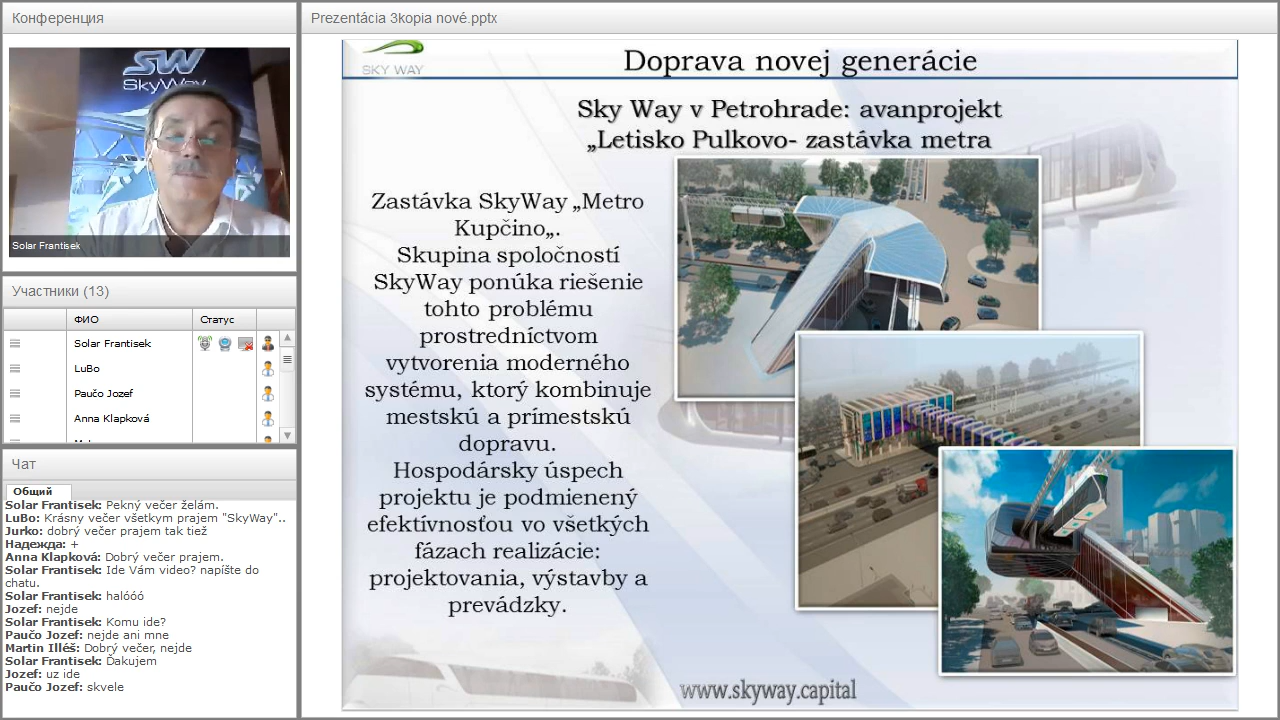 Конференция
SW
SkyWay
Solar Frantisek
Участники (13)
ФИО
Статус
Solar Frantisek
LuBo
Paučo Jozef
Anna Klapková
Чат
Общий
Solar Frantisek: Pekný večer želám.
LuBo: Krásny večer všetkym prajem "SkyWay"..
Jurko: dobrý večer prajem tak tiež
Надежда: +
Anna Klapková: Dobrý večer prajem.
Solar Frantisek: Ide Vám video? napíšte do
chatu.
Solar Frantisek: halóóó
Jozef: nejde
Solar Frantisek: Komu ide?
Paučo Jozef: nejde ani mne
Martin Illéš: Dobrý večer, nejde
Solar Frantisek: Ďakujem
Jozef: uz ide
Paučo Jozef: skvele
Prezentácia 3kopia nové.pptx
SKY WAY
Doprava novej generácie
Sky Way v Petrohrade: avanprojekt
„Letisko Pulkovo- zastávka metra
Zastávka SkyWay „Metro
Kupčino„.
Skupina spoločností
SkyWay ponúka riešenie
tohto problému
prostredníctvom
vytvorenia moderného
systému, ktorý kombinuje
mestskú a prímestskú
dopravu.
Hospodársky úspech
projektu je podmienený
efektívnosťou vo všetkých
fázach realizácie:
projektovania, výstavby a
prevádzky.
www.skyway.capital